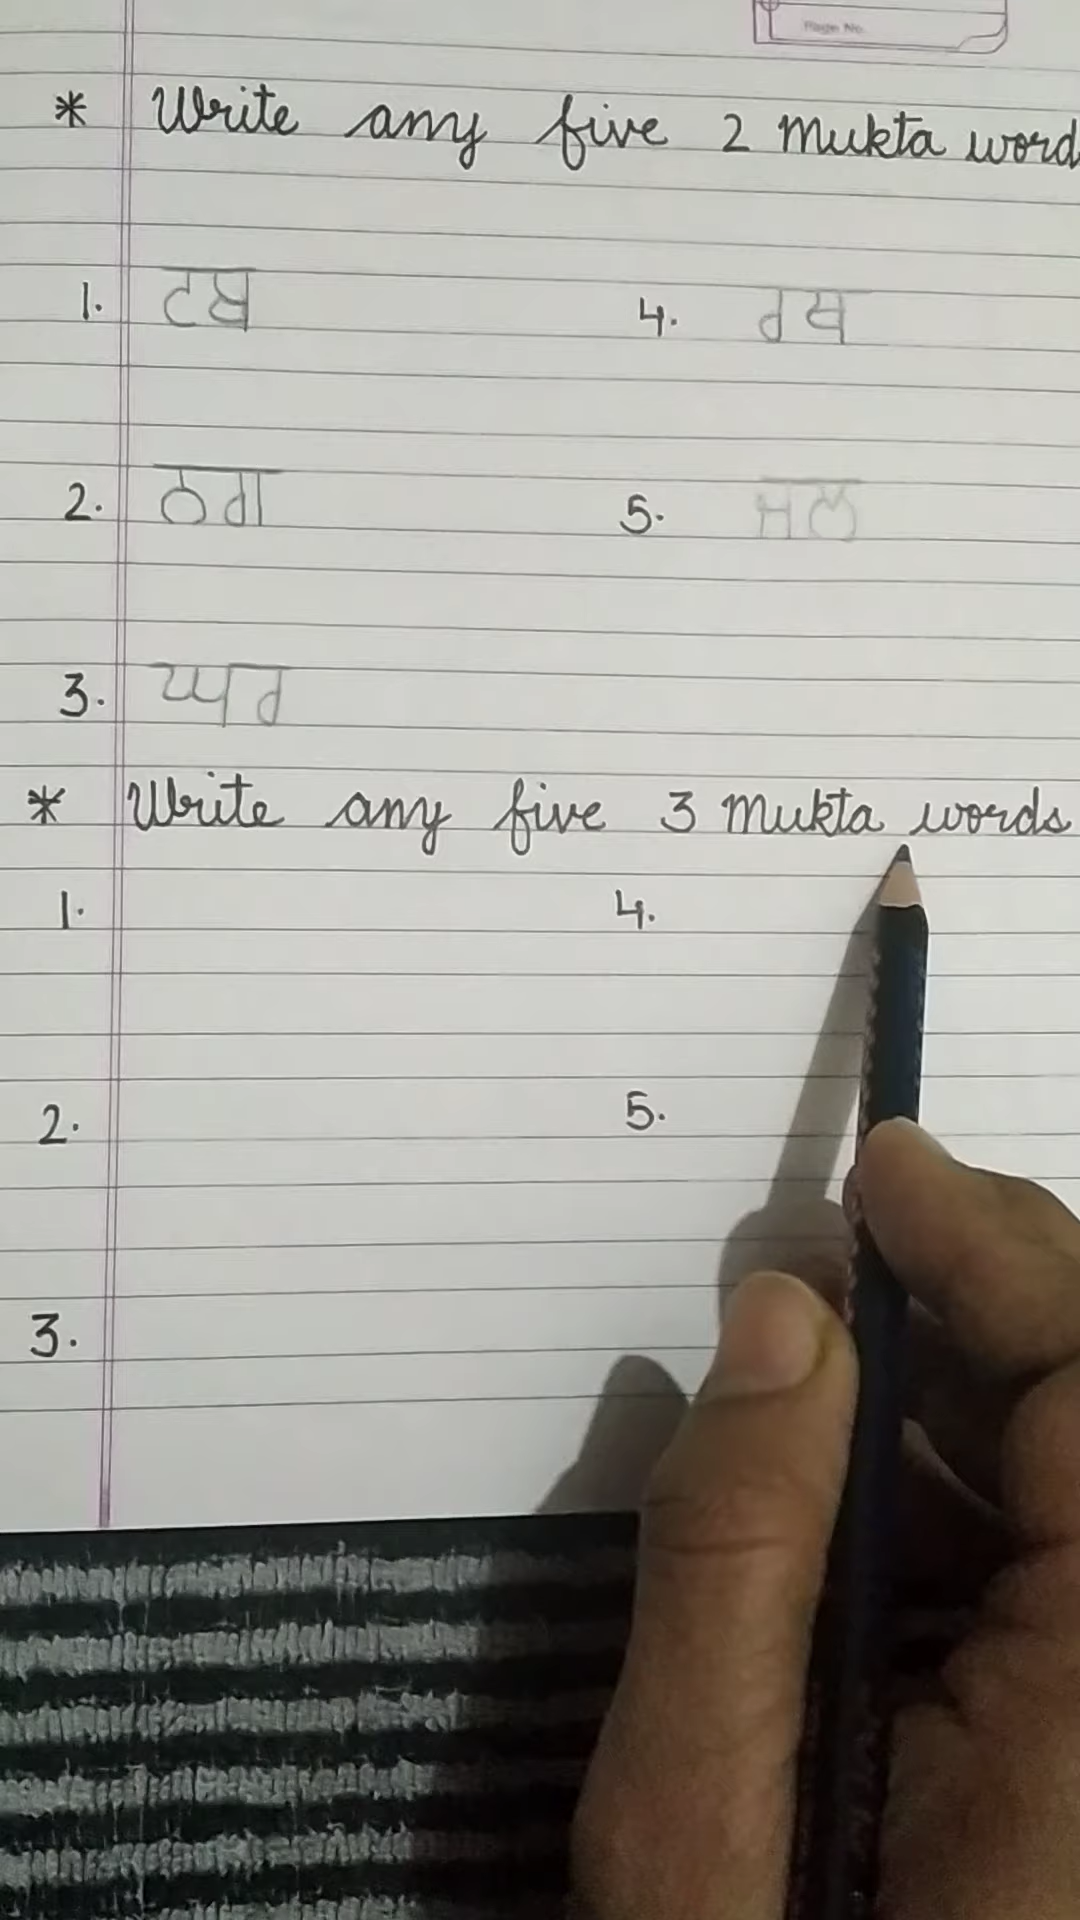 Page No.
* Write any five 2 Mukta word
1. ਟਬ
4. ਰਥ
2. ਠਗ
5. ਜਲ
3. ਘਰ
* Write any five 3 Mukta words
1.
4.
2.
5.
3.